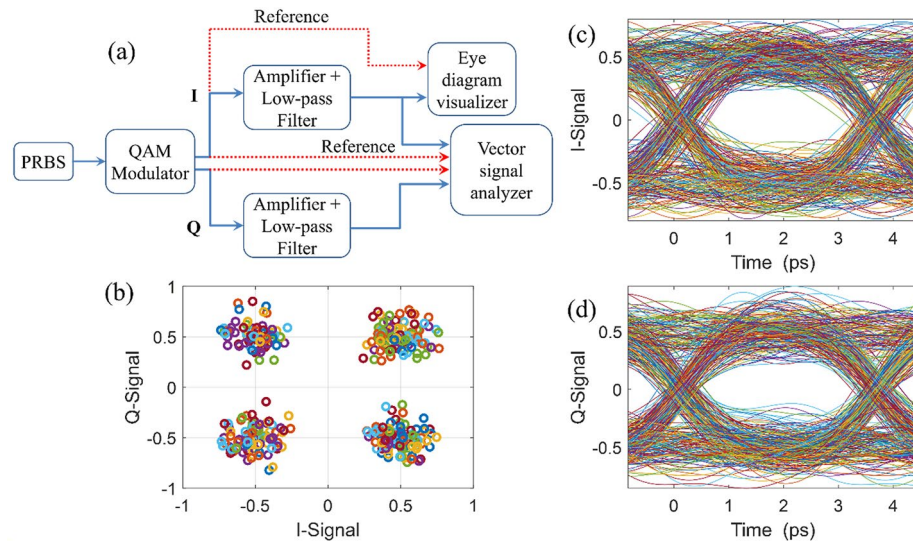 (a)
Reference
I
Amplifier +
Low-pass
Filter
Eye
diagram
visualizer
PRBS
QAM
Modulator
Reference
Vector
signal
analyzer
Q
Amplifier +
Low-pass
Filter
(b)
1
0.5
0
-0.5
-1
Q-Signal
-1
-0.5
0
0.5
1
I-Signal
(c)
0.5
0
-0.5
I-Signal
0
1
2
3
4
Time (ps)
(d)
0.5
0
-0.5
Q-Signal
0
1
2
3
4
Time (ps)